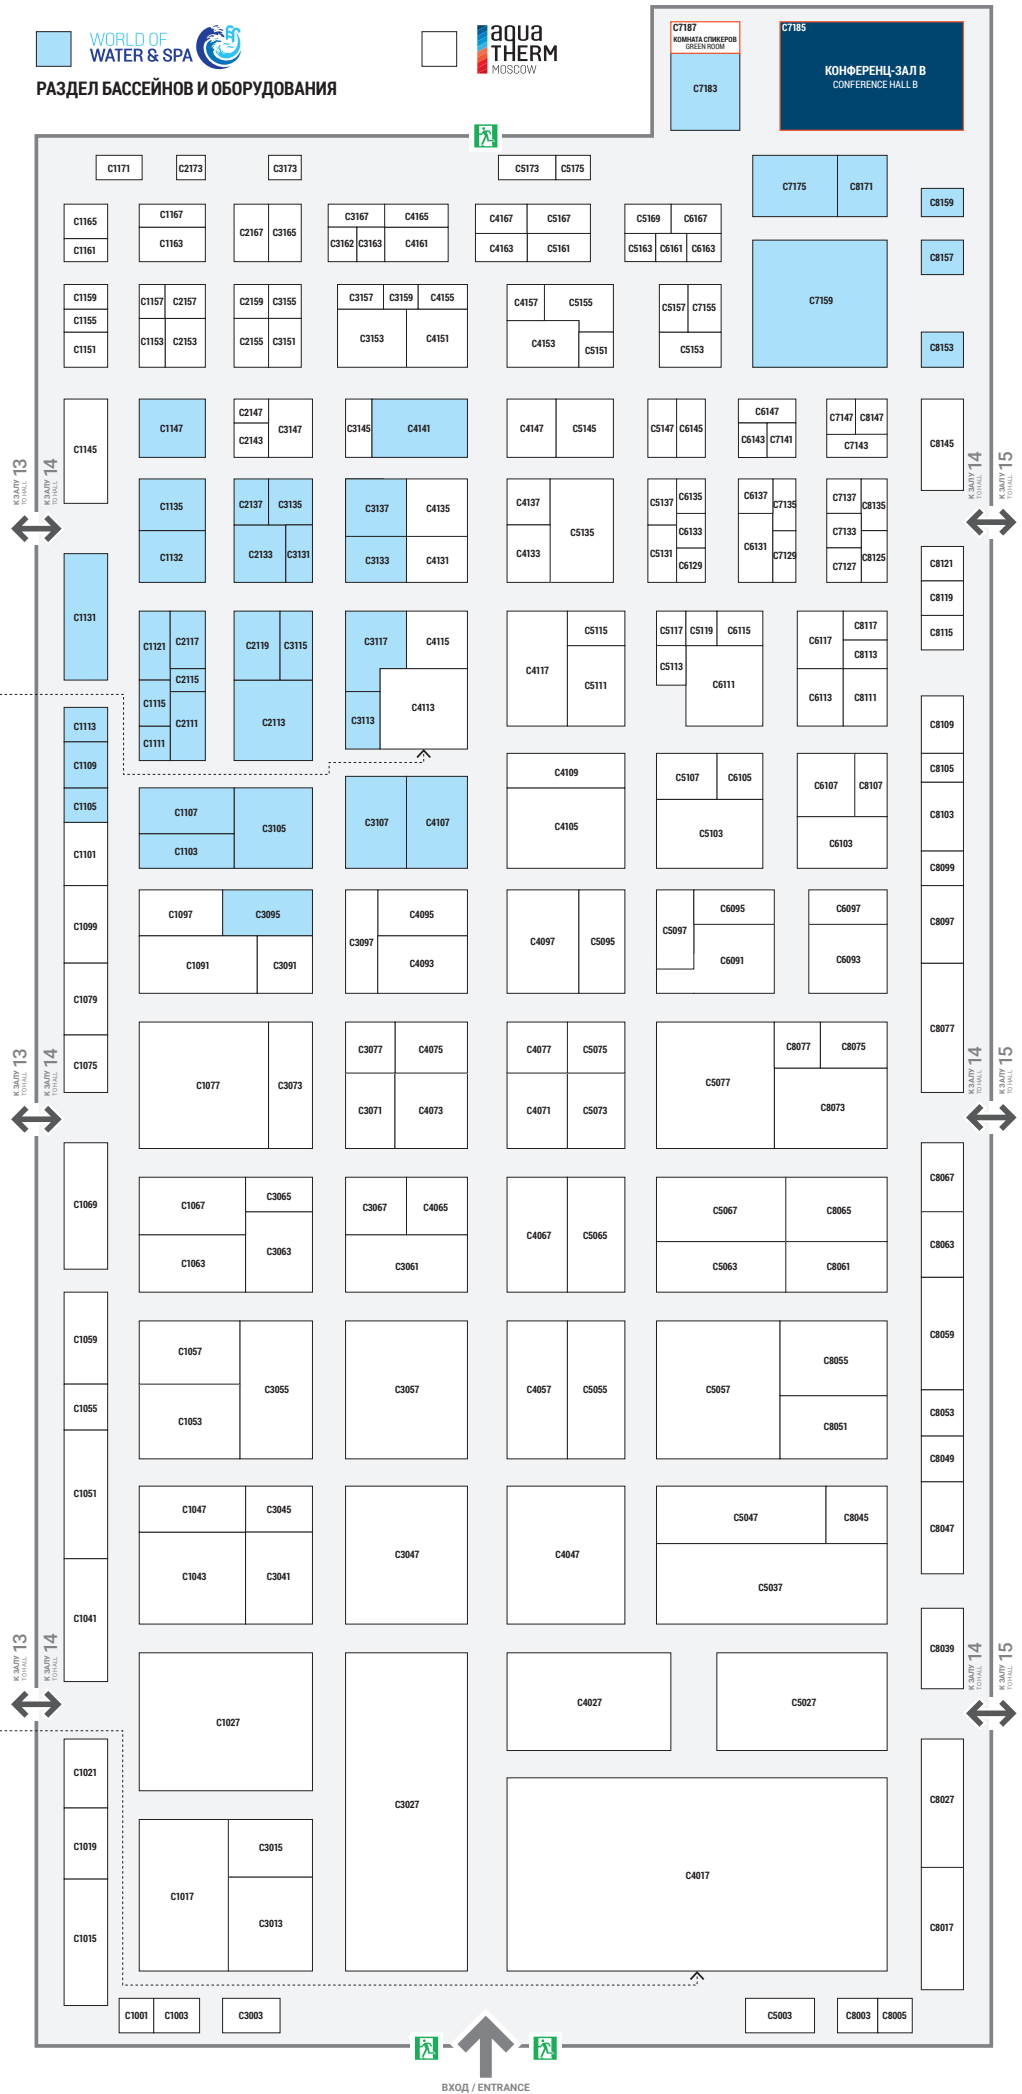 WORLD OF
WATER & SPA
aqua
THERM
MOSCOW
РАЗДЕЛ БАССЕЙНОВ И ОБОРУДОВАНИЯ
C7187
КОМНАТА СПИКЕРОВ
GREEN ROOM
C7183
C7185
КОНФЕРЕНЦ-ЗАЛ B
CONFERENCE HALL B
C1171 C2173 C3173 C5173 C5175
C7175 C8171 C8159
C1165 C1167 C2167 C3165 C3167 C4165 C4167 C5167 C5169 C6167
C1161 C1163 C3162 C3163 C4161 C4163 C5161 C5163 C6161 C6163
C8157
C7159
C1159 C1157 C2157 C2159 C3155 C3157 C3159 C4155 C4157 C5155 C5157 C7155
C1155
C1151 C1153 C2153 C2155 C3151 C3153 C4151 C4153 C5151 C5153
C8153
C1145 C1147 C2147 C3147 C3145 C4141 C4147 C5145 C5147 C6145 C6147 C7147 C8147 C8145
C2143 C6143 C7141 C7143
К ЗАЛУ 13
TO HALL
К ЗАЛУ 14
TO HALL
К ЗАЛУ 14
TO HALL
К ЗАЛУ 15
TO HALL
C1135 C2137 C3135 C3137 C4135 C4137 C5135 C5137 C6135 C6137 C7135 C7137 C8135
C6133 C7133
C1132 C2133 C3131 C3133 C4131 C4133 C5131 C6129 C6131 C7129 C7127 C8125
C8121
C8119
C8115
C1131 C1121 C2117 C2119 C3115 C3117 C4115 C4117 C5115 C5117 C5119 C6115 C6117 C8117
C5113 C8113
C2115
C1115 C2111 C2113 C3113 C4113 C5111 C6111 C6113 C8111
C1111
C1113 C8109
C1109 C4109 C5107 C6105 C6107 C8107 C8105
C1105 C1107 C3105 C3107 C4107 C4105 C5103 C6103 C8103
C1101 C1103
C8099
C1099 C1097 C3095 C3097 C4095 C4097 C5095 C5097 C6095 C6097 C8097
C1091 C3091 C4093 C6091 C6093
C1079 C8077
C1075 C1077 C3073 C3077 C4075 C4077 C5075 C5077 C8077 C8075
C3071 C4073 C4071 C5073 C8073
К ЗАЛУ 13
TO HALL
К ЗАЛУ 14
TO HALL
К ЗАЛУ 14
TO HALL
К ЗАЛУ 15
TO HALL
C1069 C1067 C3065 C3067 C4065 C4067 C5065 C5067 C8065 C8067
C1063 C3063 C3061 C5063 C8061 C8063
C1059 C1057 C3055 C3057 C4057 C5055 C5057 C8055 C8059
C1055 C1053 C8051 C8053
C8049
C1051 C1047 C3045 C3047 C4047 C5047 C8045 C8047
C1043 C3041 C5037
C1041 C8039
К ЗАЛУ 13
TO HALL
К ЗАЛУ 14
TO HALL
К ЗАЛУ 14
TO HALL
К ЗАЛУ 15
TO HALL
C1027 C4027 C5027
C1021 C3027 C8027
C1019 C1017 C3015 C4017
C1015 C3013 C8017
C1001 C1003 C3003 C5003 C8003 C8005
ВХОД / ENTRANCE